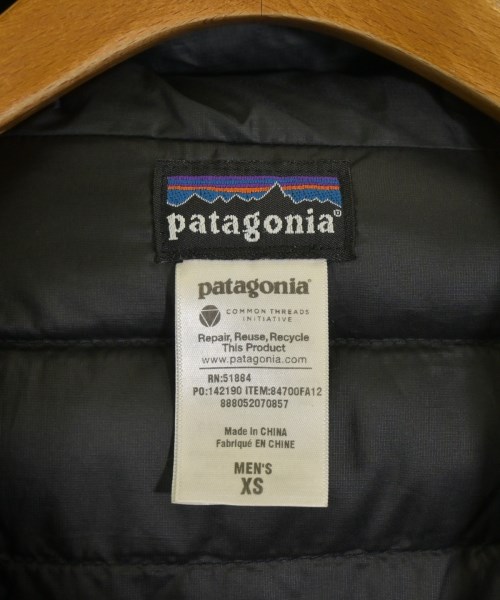 patagonia®
patagonia®
COMMON THREADS
INITIATIVE
Repair, Reuse, Recycle
This Product
www.patagonia.com
RN:51884
PO:142190 ITEM:84700FA12
888052070857
Made in CHINA
Fabriqué EN CHINE
MEN'S
XS